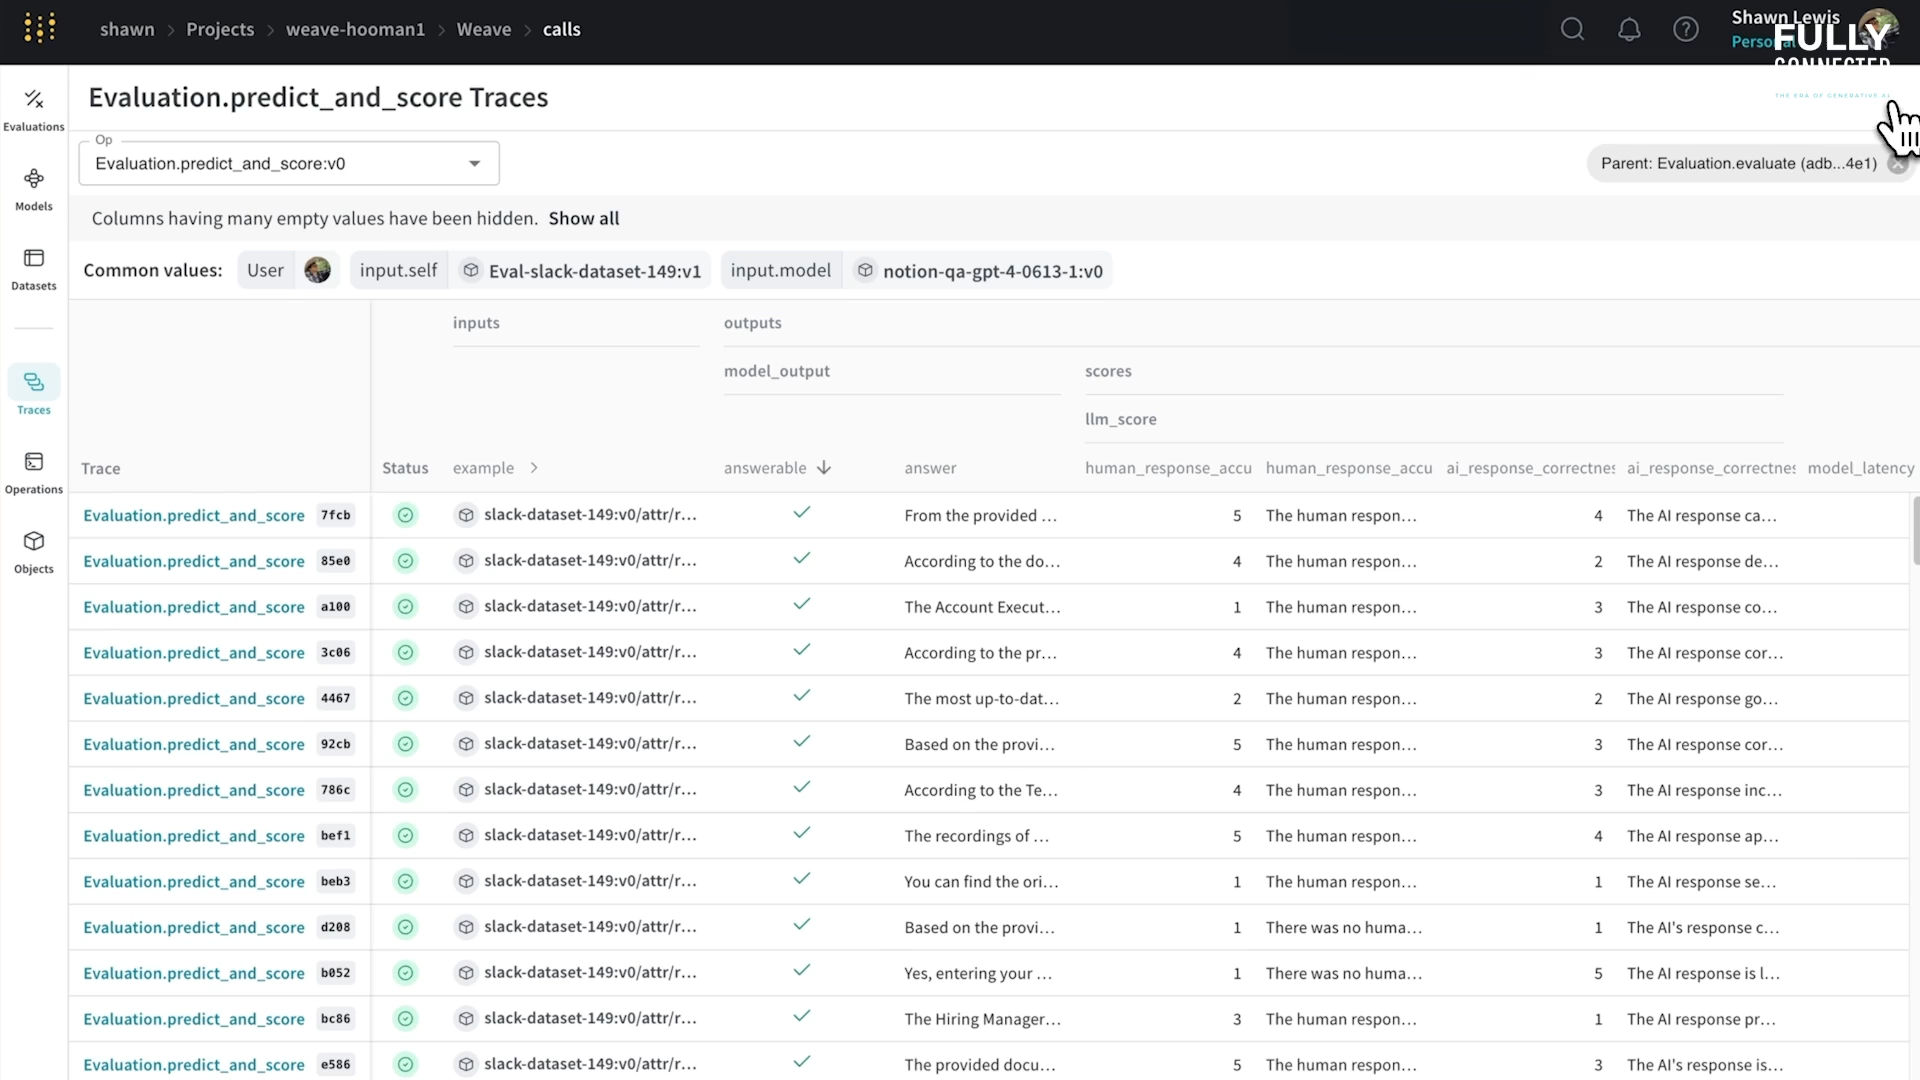 shawn > Projects > weave-hooman1 > Weave > calls
Shawn Lewis
FULLY
CONNECTED
THE ERA OF GENERATIVE AI
Evaluations
Models
Datasets
Traces
Operations
Objects
Evaluation.predict_and_score Traces
Op
Evaluation.predict_and_score:v0
Parent: Evaluation.evaluate (adb...4e1)
Columns having many empty values have been hidden. Show all
Common values: User input.self Eval-slack-dataset-149:v1 input.model notion-qa-gpt-4-0613-1:v0
inputs outputs
model_output scores
llm_score
Trace Status example answerable answer human_response_accu human_response_accu ai_response_correctnes ai_response_correctnes model_latency
Evaluation.predict_and_score 7fcb slack-dataset-149:v0/attr/r... From the provided ... 5 The human respon... 4 The AI response ca...
Evaluation.predict_and_score 85e0 slack-dataset-149:v0/attr/r... According to the do... 4 The human respon... 2 The AI response de...
Evaluation.predict_and_score a100 slack-dataset-149:v0/attr/r... The Account Execut... 1 The human respon... 3 The AI response co...
Evaluation.predict_and_score 3c06 slack-dataset-149:v0/attr/r... According to the pr... 4 The human respon... 3 The AI response cor...
Evaluation.predict_and_score 4467 slack-dataset-149:v0/attr/r... The most up-to-dat... 2 The human respon... 2 The AI response go...
Evaluation.predict_and_score 92cb slack-dataset-149:v0/attr/r... Based on the provi... 5 The human respon... 3 The AI response cor...
Evaluation.predict_and_score 786c slack-dataset-149:v0/attr/r... According to the Te... 4 The human respon... 3 The AI response inc...
Evaluation.predict_and_score bef1 slack-dataset-149:v0/attr/r... The recordings of ... 5 The human respon... 4 The AI response ap...
Evaluation.predict_and_score beb3 slack-dataset-149:v0/attr/r... You can find the ori... 1 The human respon... 1 The AI response se...
Evaluation.predict_and_score d208 slack-dataset-149:v0/attr/r... Based on the provi... 1 There was no huma... 1 The AI's response c...
Evaluation.predict_and_score b052 slack-dataset-149:v0/attr/r... Yes, entering your ... 1 There was no huma... 5 The AI response is l...
Evaluation.predict_and_score bc86 slack-dataset-149:v0/attr/r... The Hiring Manager... 3 The human respon... 1 The AI response pr...
Evaluation.predict_and_score e586 slack-dataset-149:v0/attr/r... The provided docu... 5 The human respon... 3 The AI's response is...